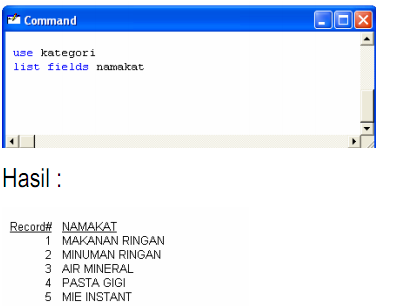 Command
use kategori
list fields namakat
Hasil :
Record# NAMAKAT
1 MAKANAN RINGAN
2 MINUMAN RINGAN
3 AIR MINERAL
4 PASTA GIGI
5 MIE INSTANT